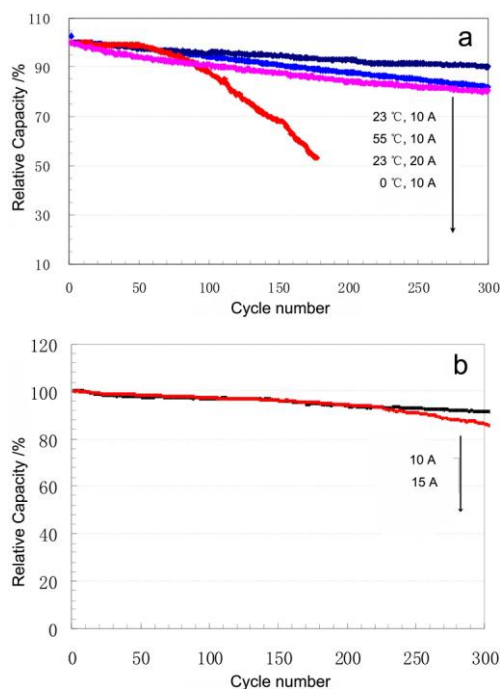 110
90
70
50
30
10
Relative Capacity /%
a
23 ℃, 10 A
55 ℃, 10 A
23 ℃, 20 A
0 ℃, 10 A
0 50 100 150 200 250 300
Cycle number
120
100
80
60
40
20
0
Relative Capacity /%
b
10 A
15 A
0 50 100 150 200 250 300
Cycle number